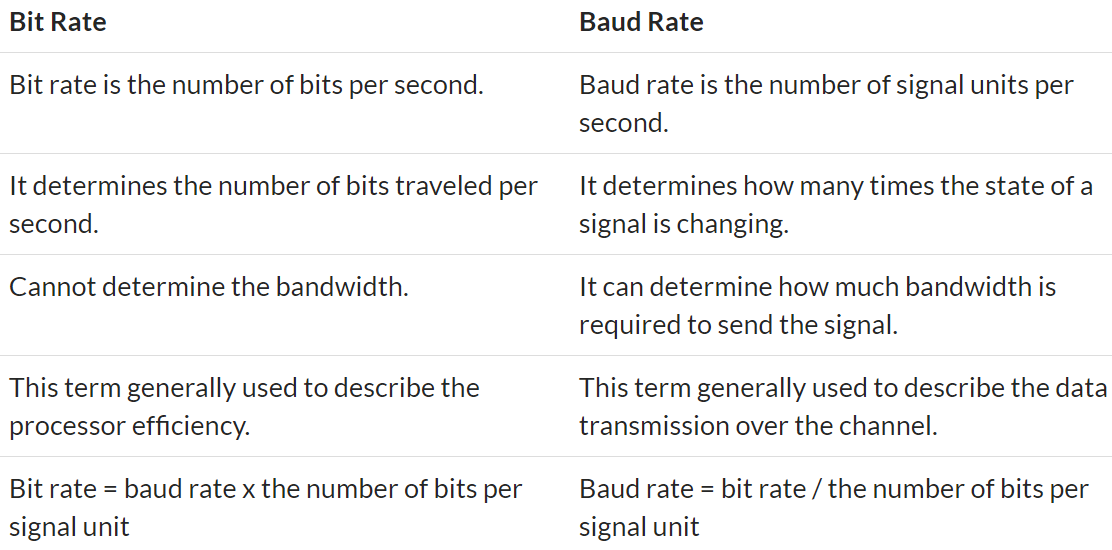 Bit Rate
Baud Rate
Bit rate is the number of bits per second.
Baud rate is the number of signal units per
second.
It determines the number of bits traveled per
second.
It determines how many times the state of a
signal is changing.
Cannot determine the bandwidth.
It can determine how much bandwidth is
required to send the signal.
This term generally used to describe the
processor efficiency.
This term generally used to describe the data
transmission over the channel.
Bit rate = baud rate x the number of bits per
signal unit
Baud rate = bit rate / the number of bits per
signal unit